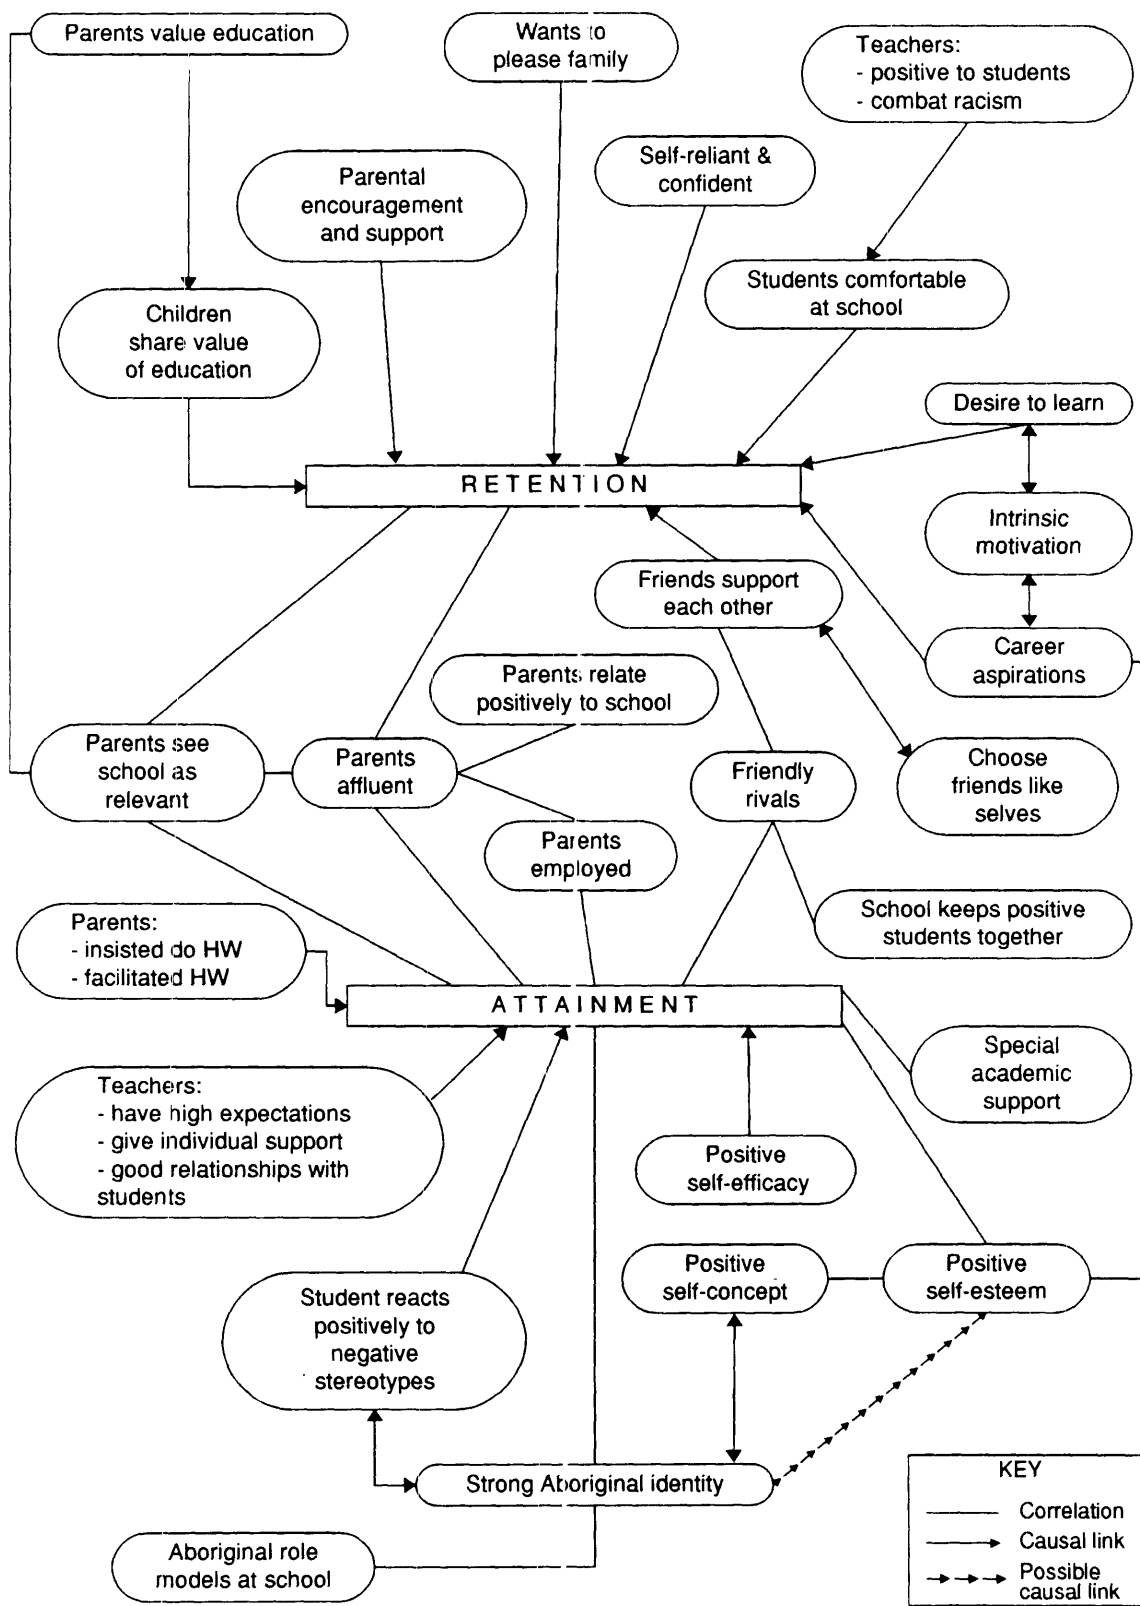 Parents value education
Wants to
please family
Teachers:
- positive to students
- combat racism
Self-reliant &
confident
Parental
encouragement
and support
Students comfortable
at school
Children
share value
of education
Desire to learn
RETENTION
Intrinsic
motivation
Friends support
each other
Career
aspirations
Parents relate
positively to school
Parents see
school as
relevant
Parents
affluent
Friendly
rivals
Choose
friends like
selves
Parents
employed
Parents:
- insisted do HW
- facilitated HW
School keeps positive
students together
ATTAINMENT
Special
academic
support
Teachers:
- have high expectations
- give individual support
- good relationships with
students
Positive
self-efficacy
Positive
self-concept
Positive
self-esteem
Student reacts
positively to
negative
stereotypes
Strong Aboriginal identity
Aboriginal role
models at school
KEY
Correlation
Causal link
Possible
causal link